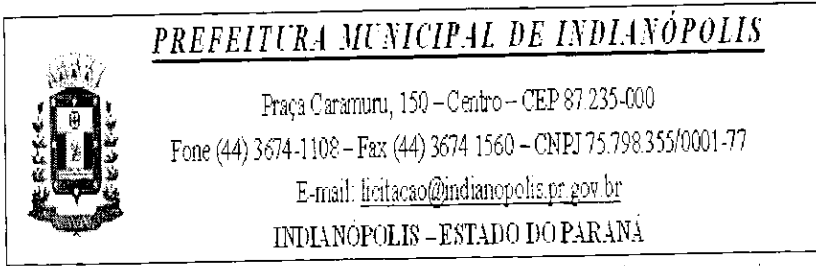 PREFEITURA MUNICIPAL DE INDIANÓPOLIS
Praça Caramuru, 150 – Centro – CEP 87.235-000
Fone (44) 3674-1108 – Fax (44) 3674 1560 – CNPJ 75.798.355/0001-77
E-mail: licitacao@indianopolis.pr.gov.br
INDIANÓPOLIS – ESTADO DO PARANÁ